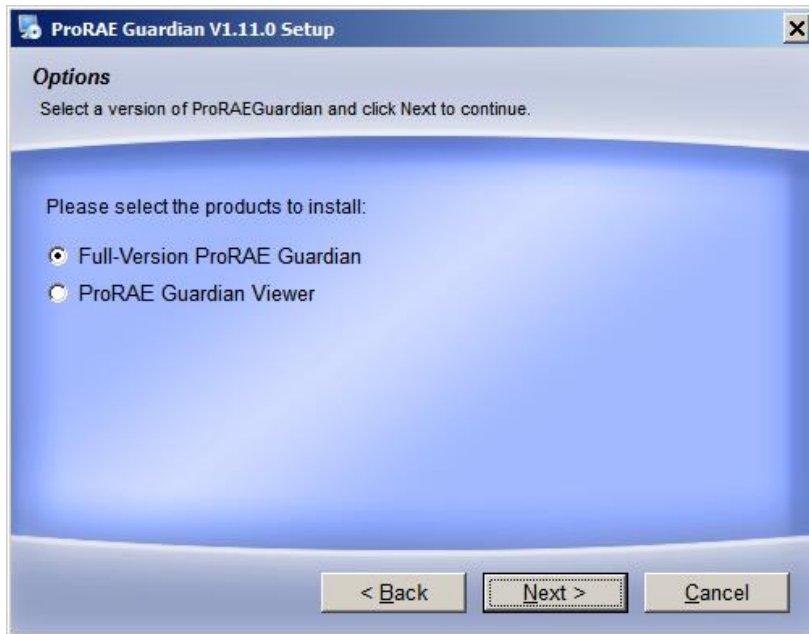 ProRAE Guardian V1.11.0 Setup
Options
Select a version of ProRAEGuardian and click Next to continue.
Please select the products to install:
Full-Version ProRAE Guardian
ProRAE Guardian Viewer
< Back Next > Cancel